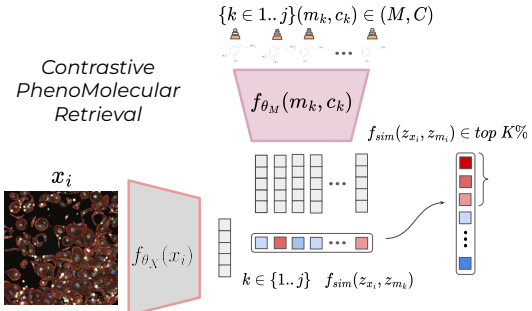 {k ∈ 1..j}(m_k, c_k) ∈ (M, C)
Contrastive
PhenoMolecular
Retrieval
f_{θ_M}(m_k, c_k)
f_{sim}(z_{x_i}, z_{m_i}) ∈ top K%
x_i
f_{θ_X}(x_i)
k ∈ {1..j} f_{sim}(z_{x_i}, z_{m_k})